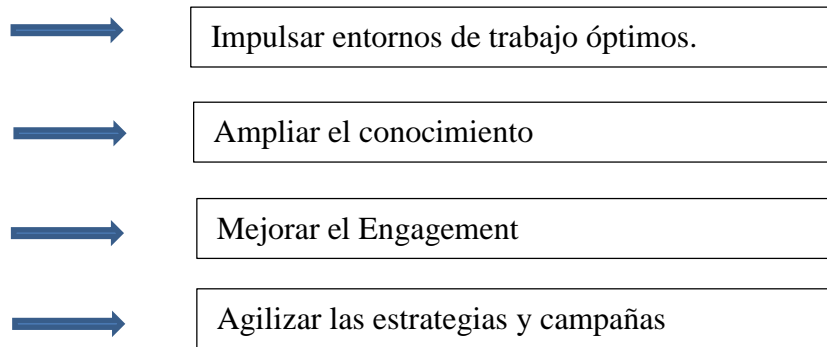 Impulsar entornos de trabajo óptimos.
Ampliar el conocimiento
Mejorar el Engagement
Agilizar las estrategias y campañas